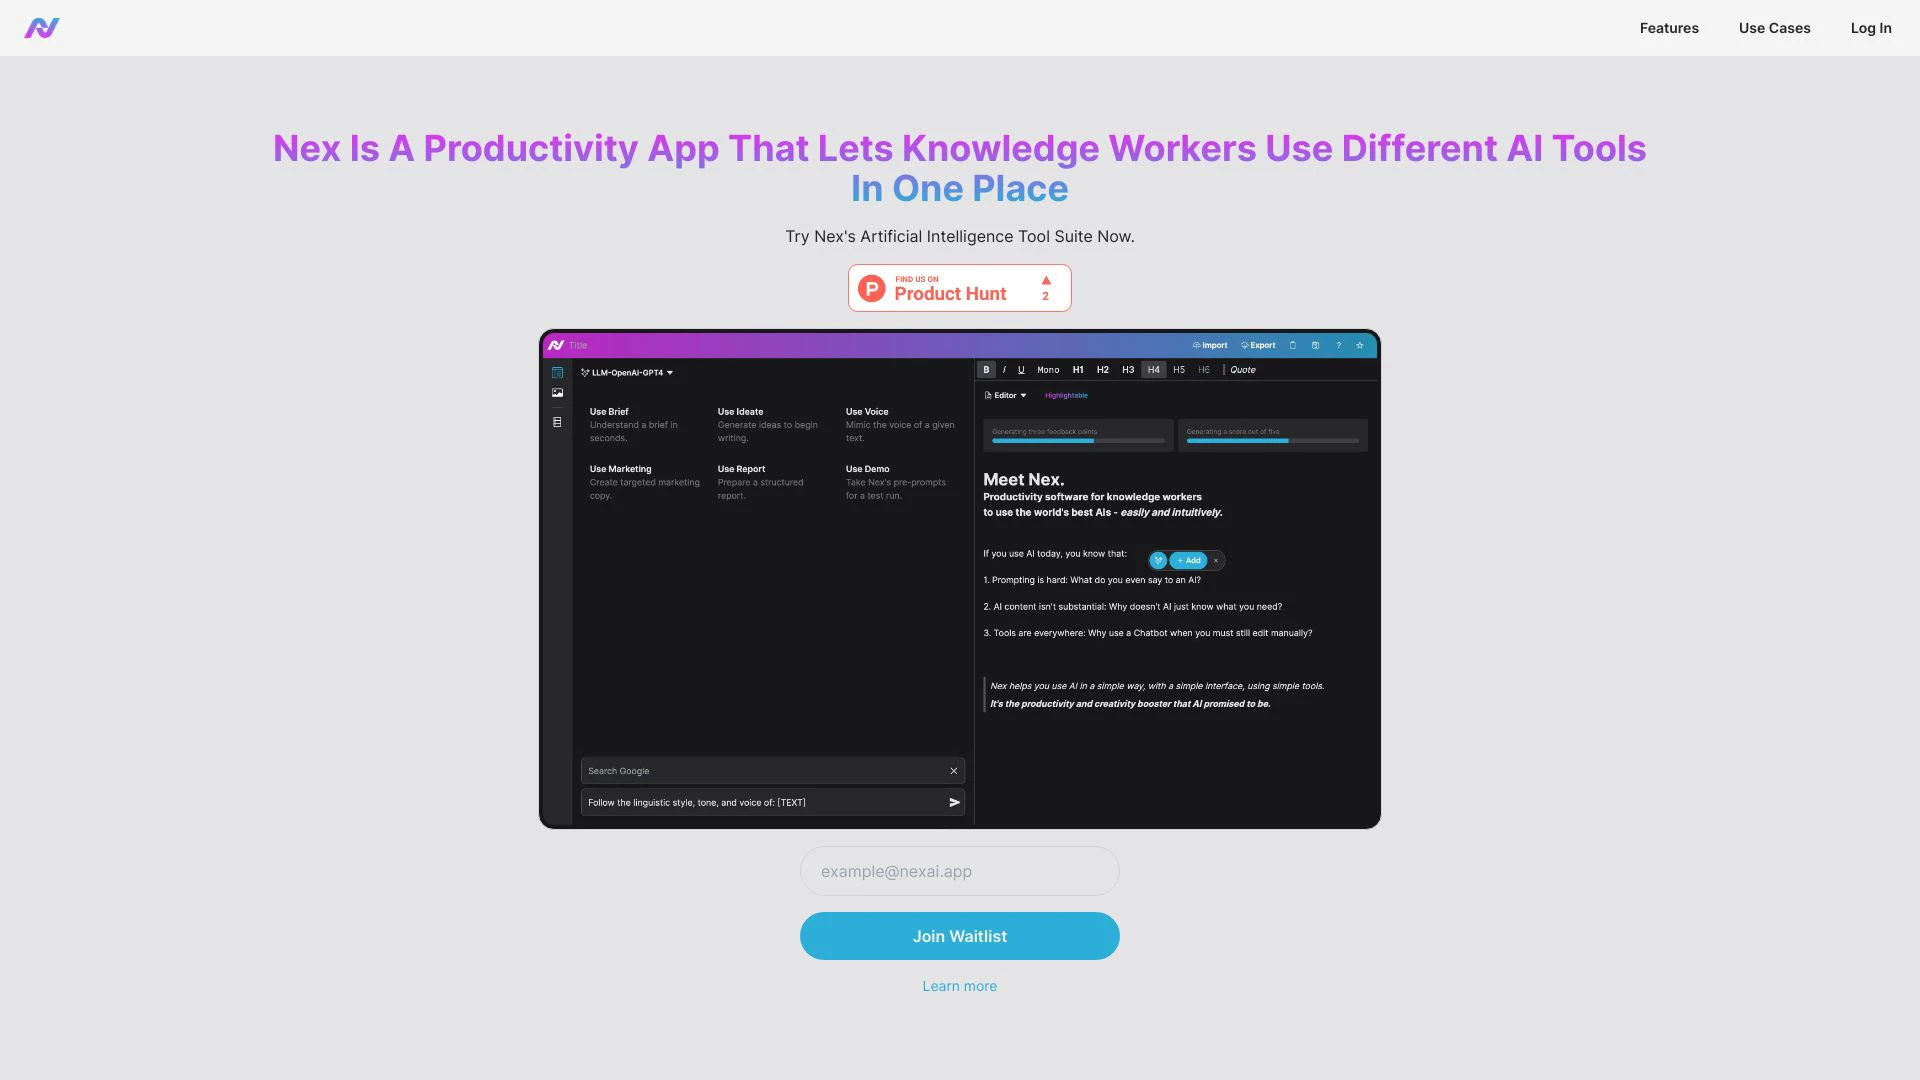 Features Use Cases Log In
Nex Is A Productivity App That Lets Knowledge Workers Use Different AI Tools
In One Place
Try Nex's Artificial Intelligence Tool Suite Now.
FIND US ON
Product Hunt
2
Title
Import Export ?
LLM-OpenAI-GPT4
Use Brief
Understand a brief in
seconds.
Use Ideate
Generate ideas to begin
writing.
Use Voice
Mimic the voice of a given
text.
Use Marketing
Create targeted marketing
copy.
Use Report
Prepare a structured
report.
Use Demo
Take Nex's pre-prompts
for a test run.
Search Google
Follow the linguistic style, tone, and voice of: [TEXT]
B I U Mono H1 H2 H3 H4 H5 H6 Quote
Editor Highlightable
Generating three feedback points
Generating a score out of five
Meet Nex.
Productivity software for knowledge workers
to use the world's best AIs - easily and intuitively.
If you use AI today, you know that:
+ Add ×
1. Prompting is hard: What do you even say to an AI?
2. AI content isn't substantial: Why doesn't AI just know what you need?
3. Tools are everywhere: Why use a Chatbot when you must still edit manually?
Nex helps you use AI in a simple way, with a simple interface, using simple tools.
It's the productivity and creativity booster that AI promised to be.
example@nexai.app
Join Waitlist
Learn more